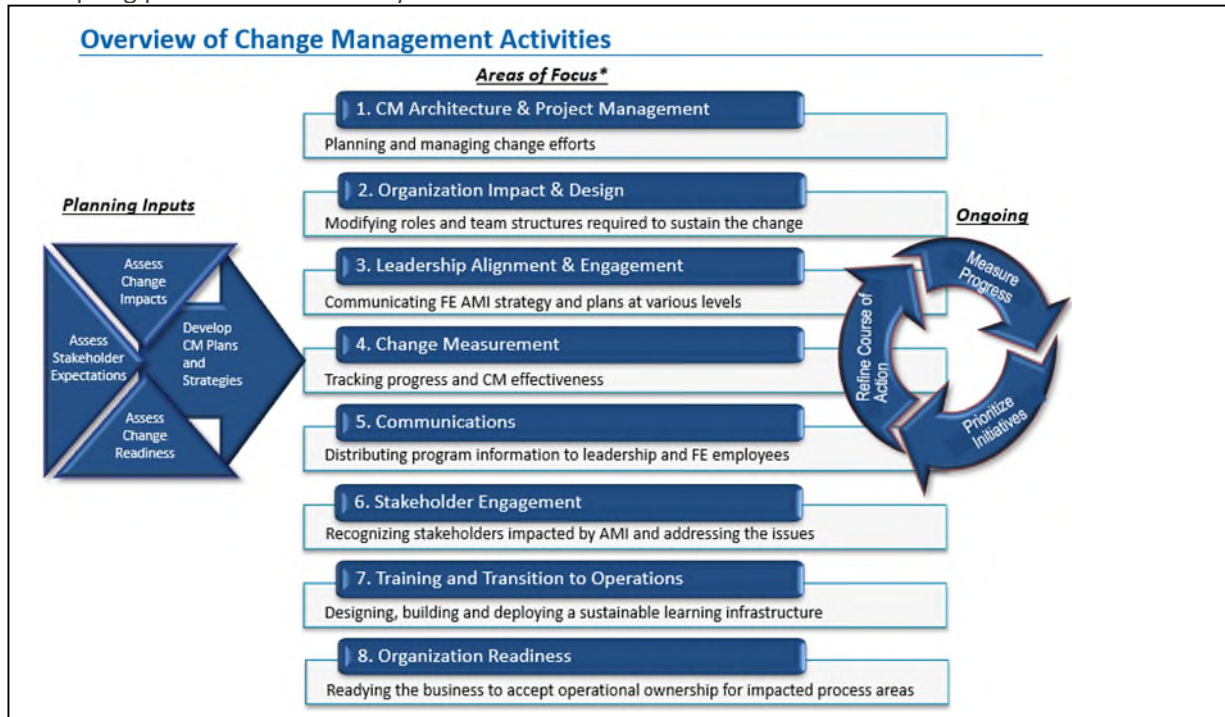 Overview of Change Management Activities
Areas of Focus*
1. CM Architecture & Project Management
Planning and managing change efforts
2. Organization Impact & Design
Modifying roles and team structures required to sustain the change
3. Leadership Alignment & Engagement
Communicating FE AMI strategy and plans at various levels
4. Change Measurement
Tracking progress and CM effectiveness
5. Communications
Distributing program information to leadership and FE employees
6. Stakeholder Engagement
Recognizing stakeholders impacted by AMI and addressing the issues
7. Training and Transition to Operations
Designing, building and deploying a sustainable learning infrastructure
8. Organization Readiness
Readying the business to accept operational ownership for impacted process areas
Planning Inputs
Assess
Change
Impacts
Assess
Stakeholder
Expectations
Develop
CM Plans
and
Strategies
Assess
Change
Readiness
Ongoing
Measure
Progress
Prioritize
Initiatives
Refine Course of
Action